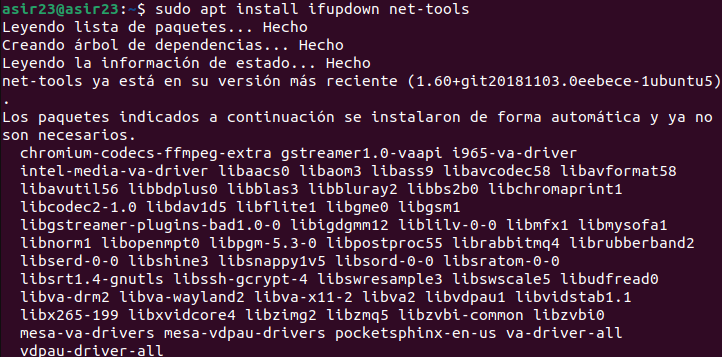 asir23@asir23:~$ sudo apt install ifupdown net-tools
Leyendo lista de paquetes... Hecho
Creando árbol de dependencias... Hecho
Leyendo la información de estado... Hecho
net-tools ya está en su versión más reciente (1.60+git20181103.0eebece-1ubuntu5)
.
Los paquetes indicados a continuación se instalaron de forma automática y ya no
son necesarios.
  chromium-codecs-ffmpeg-extra gstreamer1.0-vaapi i965-va-driver
  intel-media-va-driver libaacs0 libaom3 libass9 libavcodec58 libavformat58
  libavutil56 libbdplus0 libblas3 libbluray2 libbs2b0 libchromaprint1
  libcodec2-1.0 libdav1d5 libflite1 libgme0 libgsm1
  libgstreamer-plugins-bad1.0-0 libigdgmm12 liblilv-0-0 libmfx1 libmysofa1
  libnorm1 libopenmpt0 libpgm-5.3-0 libpostproc55 librabbitmq4 librubberband2
  libserd-0-0 libshine3 libsnappy1v5 libsord-0-0 libsratom-0-0
  libsrt1.4-gnutls libssh-gcrypt-4 libswresample3 libswscale5 libudfread0
  libva-drm2 libva-wayland2 libva-x11-2 libva2 libvdpau1 libvidstab1.1
  libx265-199 libxvidcore4 libzimg2 libzmq5 libzvbi-common libzvbi0
  mesa-va-drivers mesa-vdpau-drivers pocketsphinx-en-us va-driver-all
  vdpau-driver-all